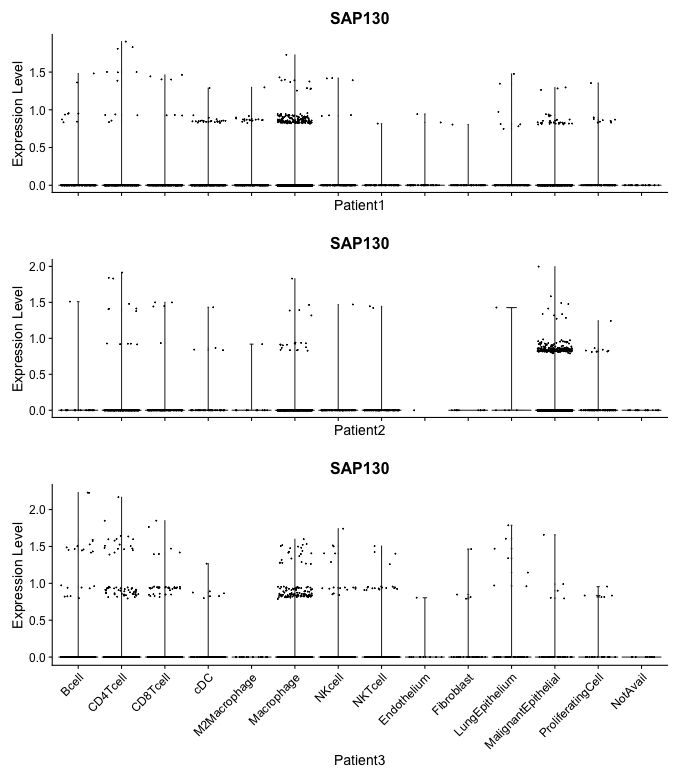 SAP130
Expression Level
1.5
1.0
0.5
0.0
Patient1
SAP130
Expression Level
2.0
1.5
1.0
0.5
0.0
Patient2
SAP130
Expression Level
2.0
1.5
1.0
0.5
0.0
Bcell
CD4Tcell
CD8Tcell
cDC
M2Macrophage
Macrophage
NKcell
NKTcell
Endothelium
Fibroblast
LungEpithelium
MalignantEpithelial
ProliferatingCell
NotAvail
Patient3